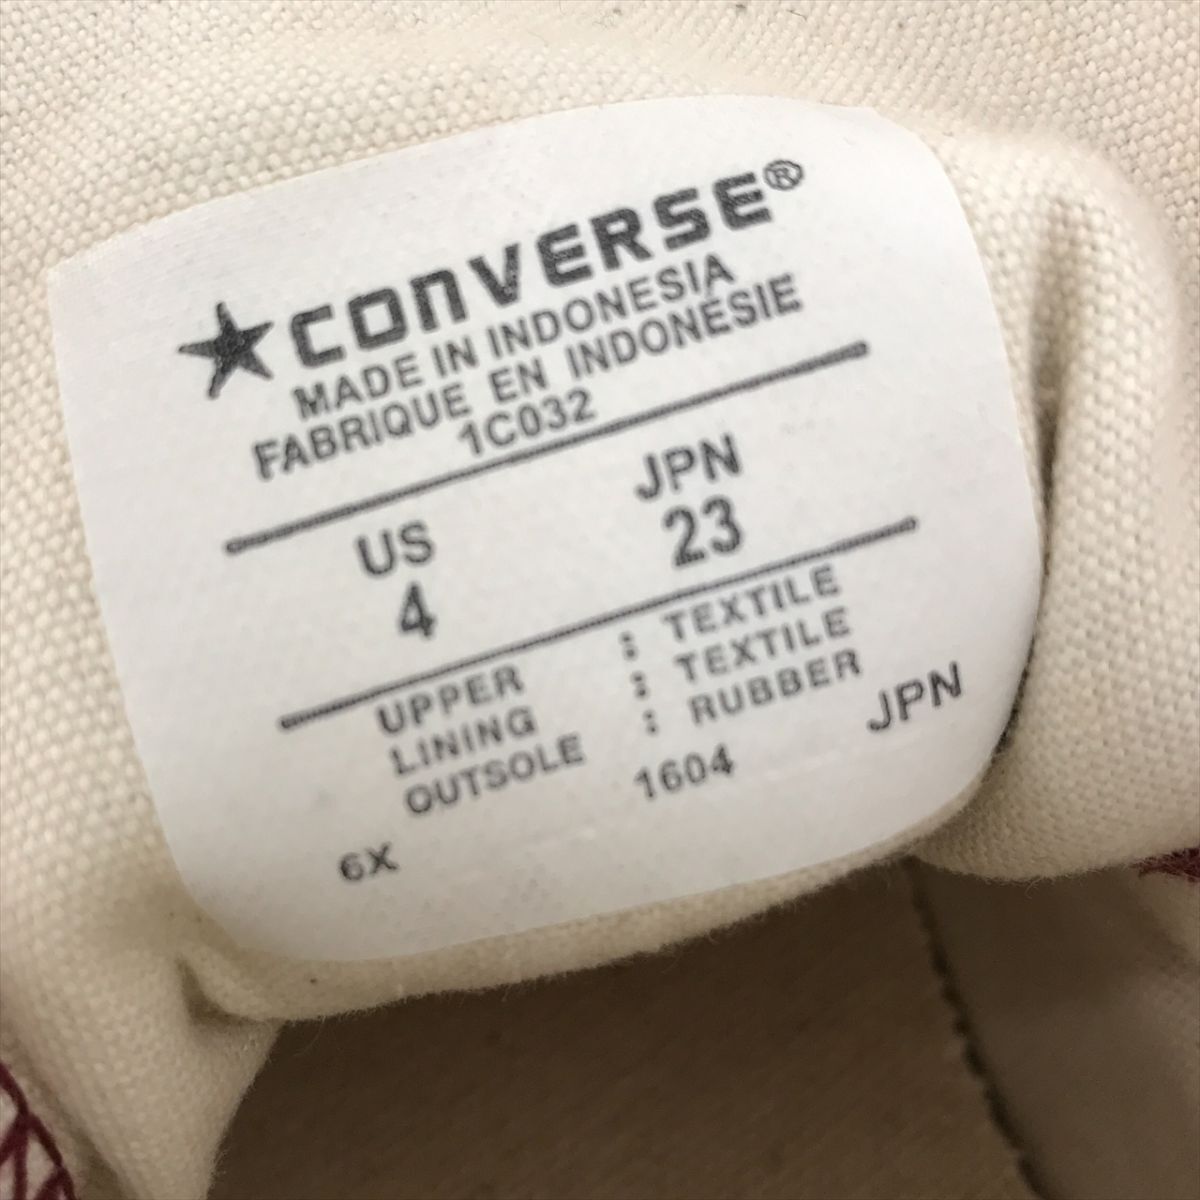 ★CONVERSE®
MADE IN INDONESIA
FABRIQUE EN INDONÉSIE
1C032
US JPN
4 23
UPPER : TEXTILE
LINING : TEXTILE
OUTSOLE : RUBBER
6X 1604 JPN